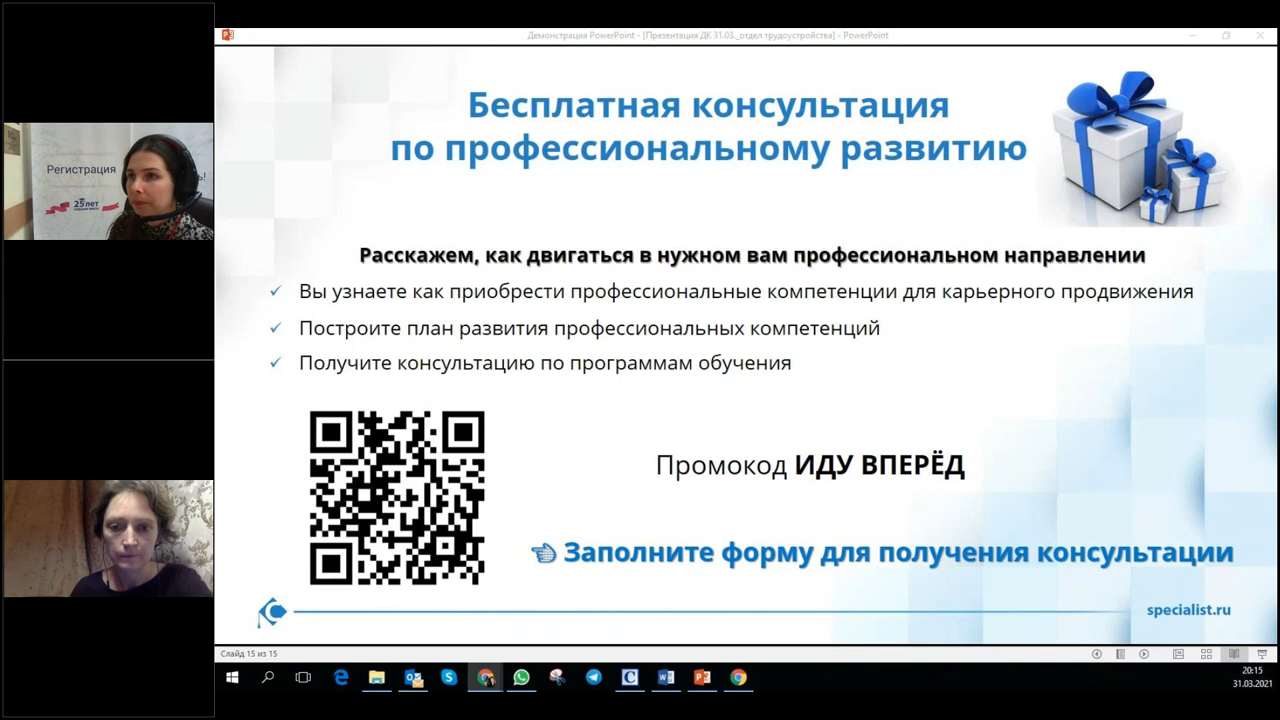 Демонстрация PowerPoint - [Презентация ДК 31.03._отдел трудоустройства] - PowerPoint
Бесплатная консультация
по профессиональному развитию
Регистрация
25 лет
Расскажем, как двигаться в нужном вам профессиональном направлении
✓ Вы узнаете как приобрести профессиональные компетенции для карьерного продвижения
✓ Построите план развития профессиональных компетенций
✓ Получите консультацию по программам обучения
Промокод ИДУ ВПЕРЁД
Заполните форму для получения консультации
specialist.ru
Слайд 15 из 15
20:15
31.03.2021